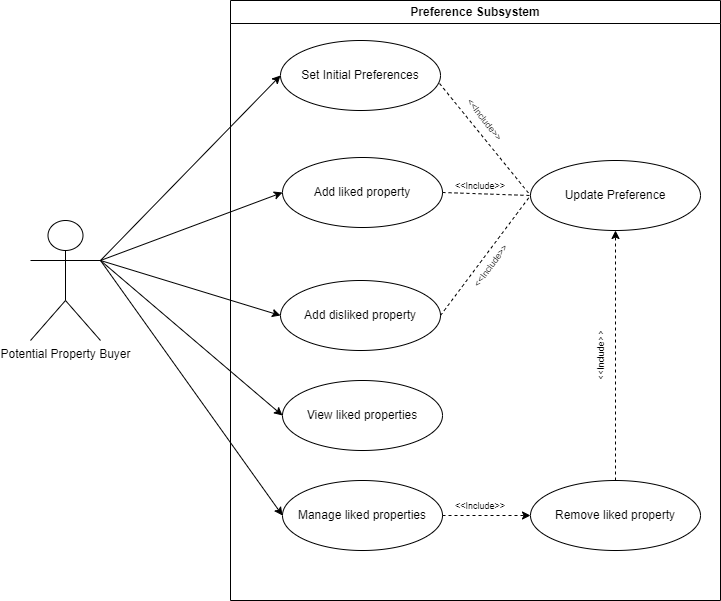 Preference Subsystem
Set Initial Preferences
<<Include>>
Add liked property
<<Include>>
Update Preference
<<Include>>
Add disliked property
Potential Property Buyer
<<Include>>
View liked properties
Manage liked properties
<<Include>>
Remove liked property